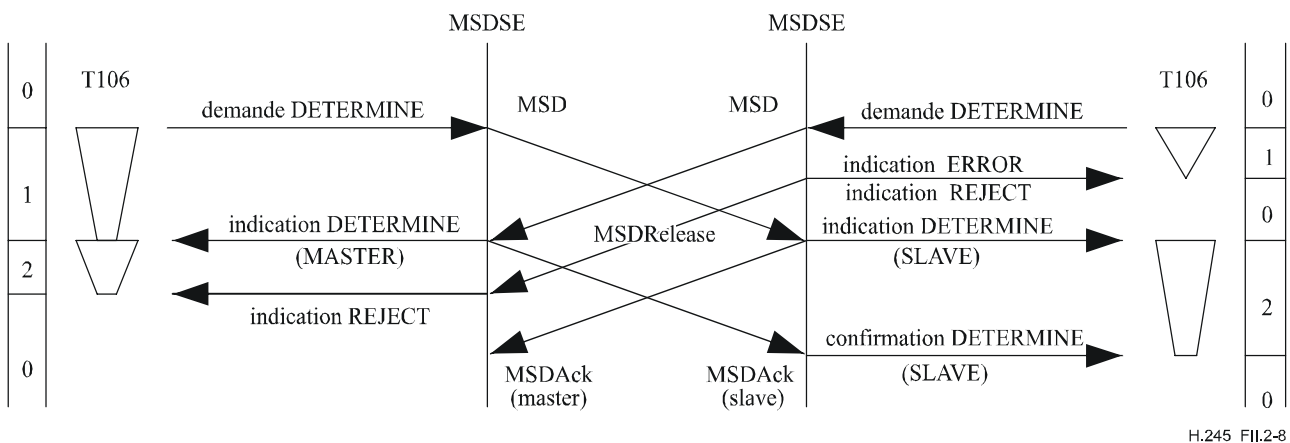 MSDSE MSDSE
T106 T106
0 0
demande DETERMINE MSD MSD demande DETERMINE
indication ERROR
1 1
indication REJECT
indication DETERMINE MSDRelease indication DETERMINE
0
(MASTER) (SLAVE)
2
indication REJECT
2
confirmation DETERMINE
0
MSDAck MSDAck (SLAVE)
(master) (slave)
0
H.245 FII.2-8